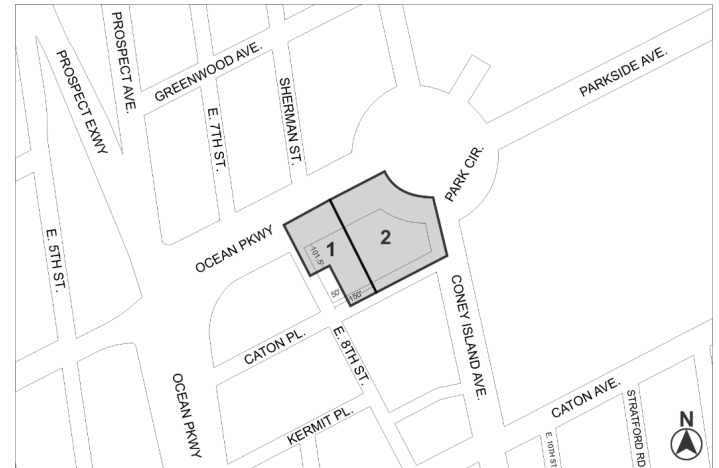 PROSPECT AVE.
GREENWOOD AVE.
PROSPECT EXWY
SHERMAN ST.
E. 7TH ST.
PARKSIDE AVE.
PARK CIR.
E. 5TH ST.
OCEAN PKWY
1
2
101.5'
50'
150'
CATON PL.
E. 8TH ST.
CONEY ISLAND AVE.
OCEAN PKWY
KERMIT PL.
CATON AVE.
E. 10TH ST
STRATFORD RD
N